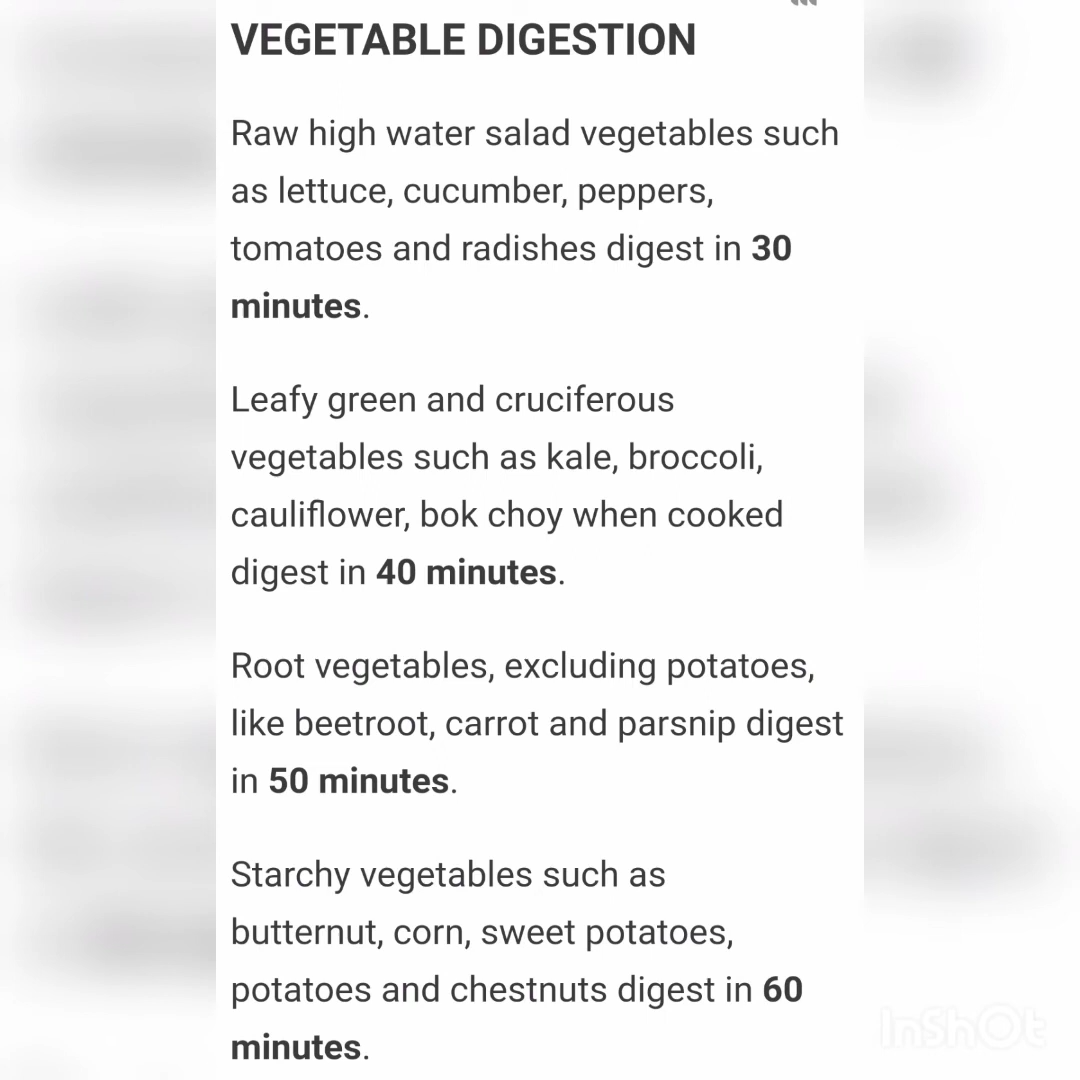 VEGETABLE DIGESTION
Raw high water salad vegetables such
as lettuce, cucumber, peppers,
tomatoes and radishes digest in 30
minutes.
Leafy green and cruciferous
vegetables such as kale, broccoli,
cauliflower, bok choy when cooked
digest in 40 minutes.
Root vegetables, excluding potatoes,
like beetroot, carrot and parsnip digest
in 50 minutes.
Starchy vegetables such as
butternut, corn, sweet potatoes,
potatoes and chestnuts digest in 60
minutes.
InShOt